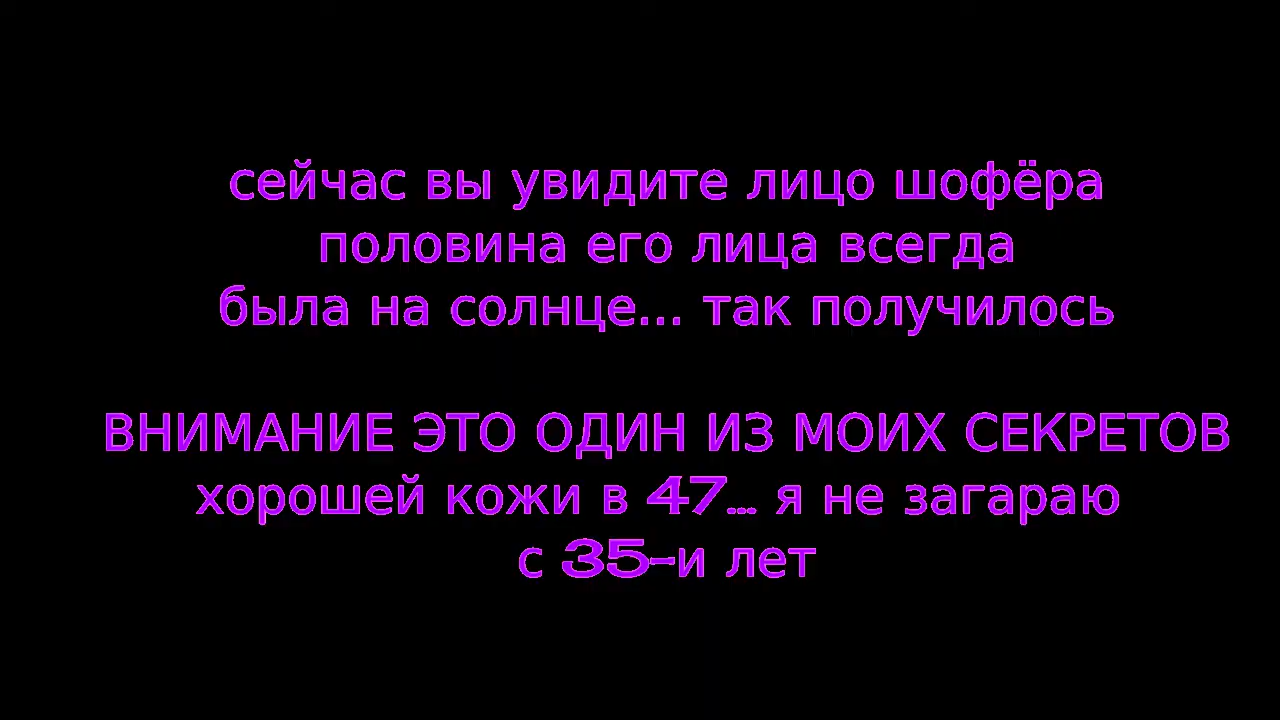 сейчас вы увидите лицо шофёра
половина его лица всегда
была на солнце... так получилось
ВНИМАНИЕ ЭТО ОДИН ИЗ МОИХ СЕКРЕТОВ
хорошей кожи в 47... я не загараю
с 35-и лет